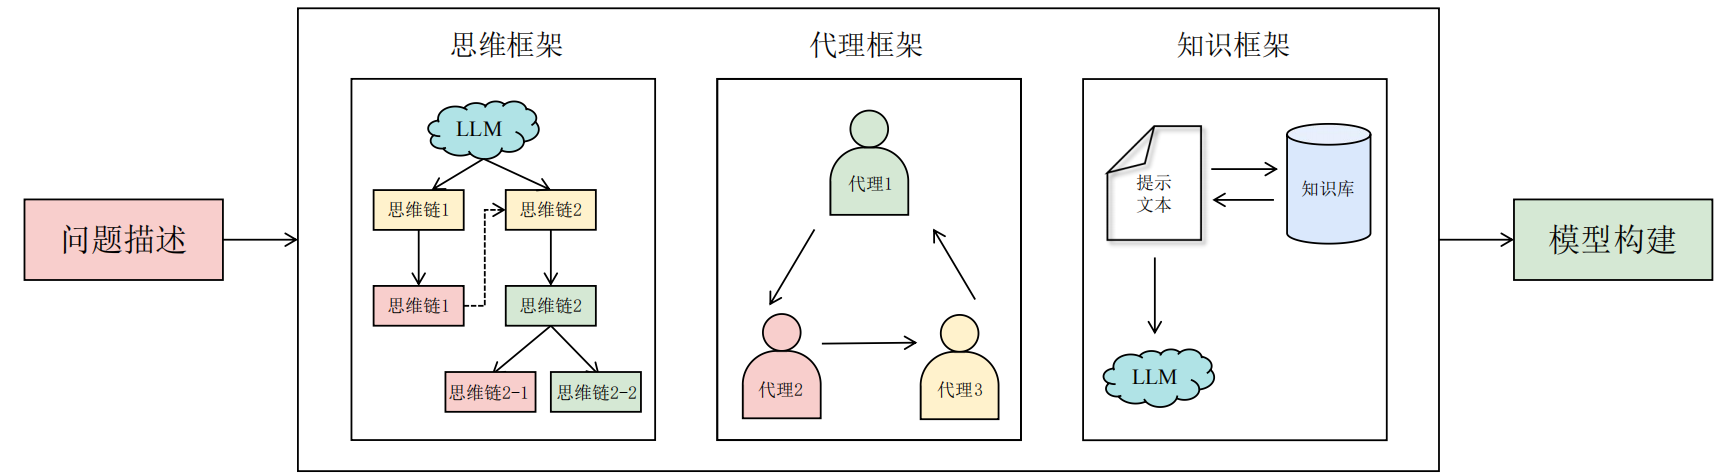 问题描述
思维框架
LLM
思维链1
思维链2
思维链1
思维链2
思维链2-1
思维链2-2
代理框架
代理1
代理2
代理3
知识框架
提示
文本
知识库
LLM
模型构建